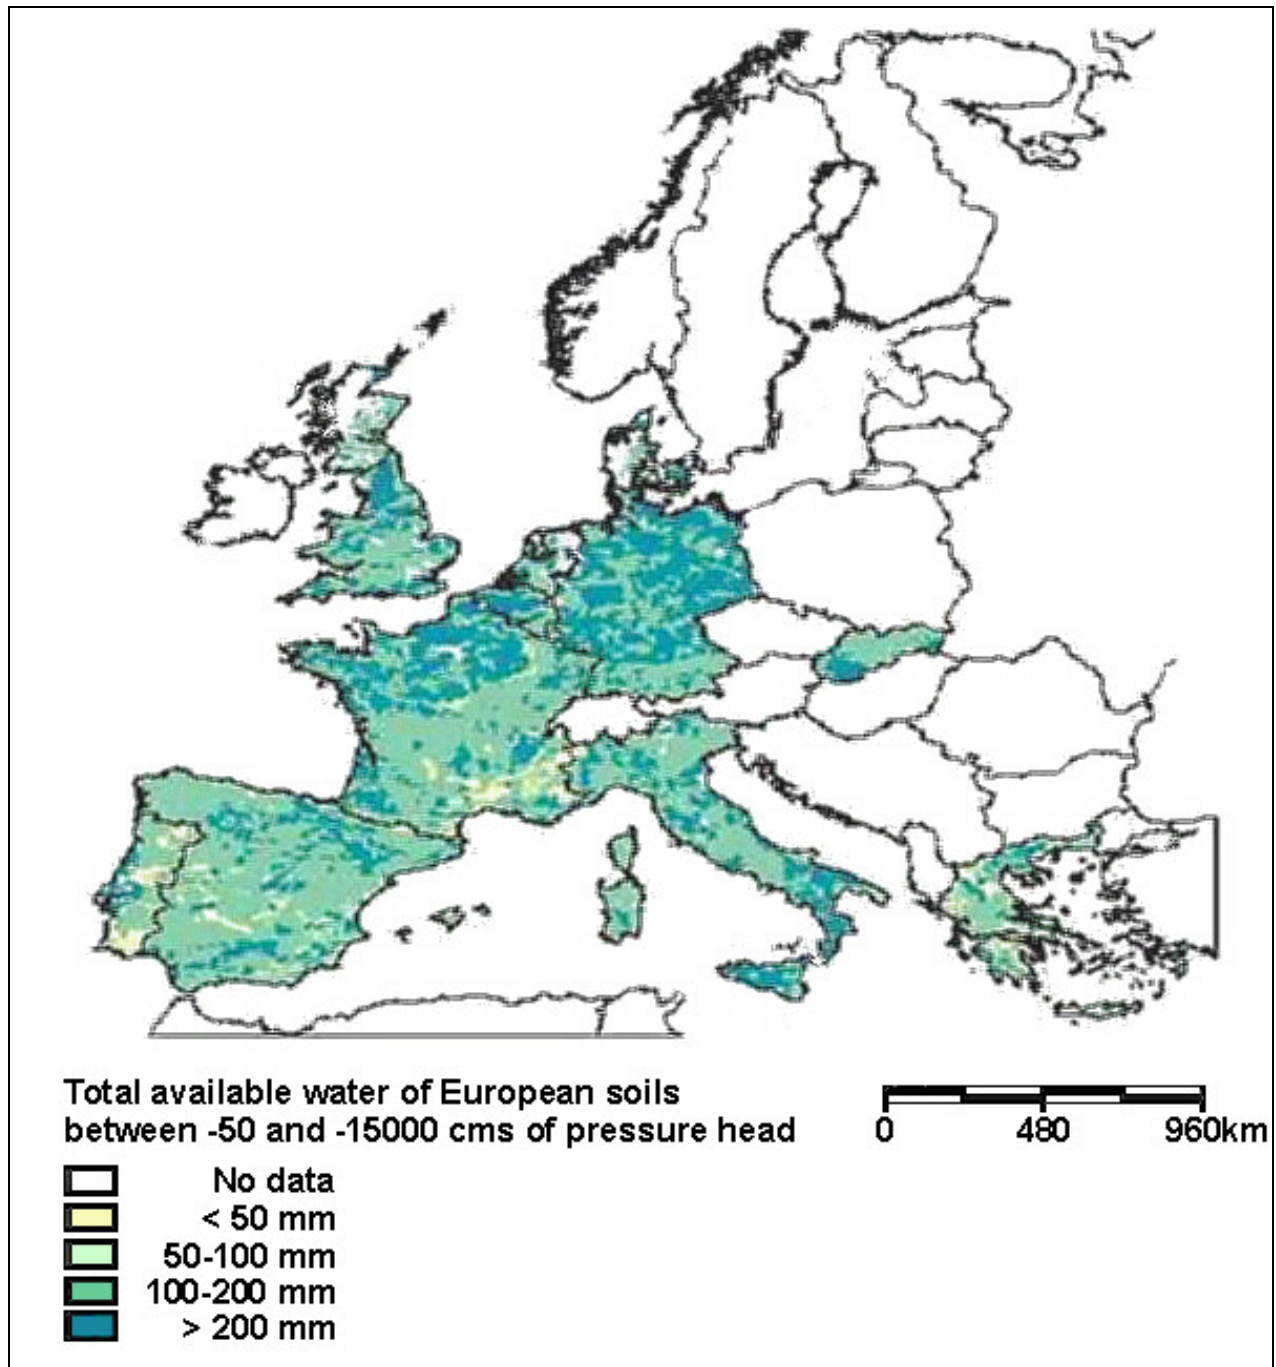 Total available water of European soils
between -50 and -15000 cms of pressure head
0 480 960km
No data
< 50 mm
50-100 mm
100-200 mm
> 200 mm